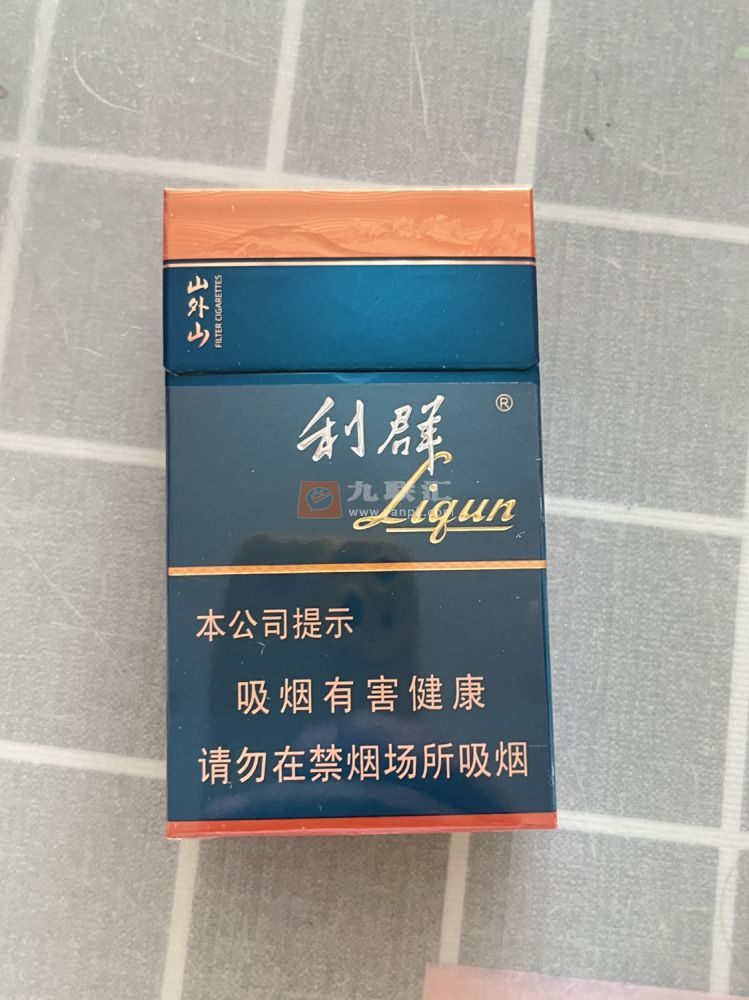 山外山
FILTER CIGARETTES
利群
®
Liqun
九联汇
本公司提示
吸烟有害健康
请勿在禁烟场所吸烟